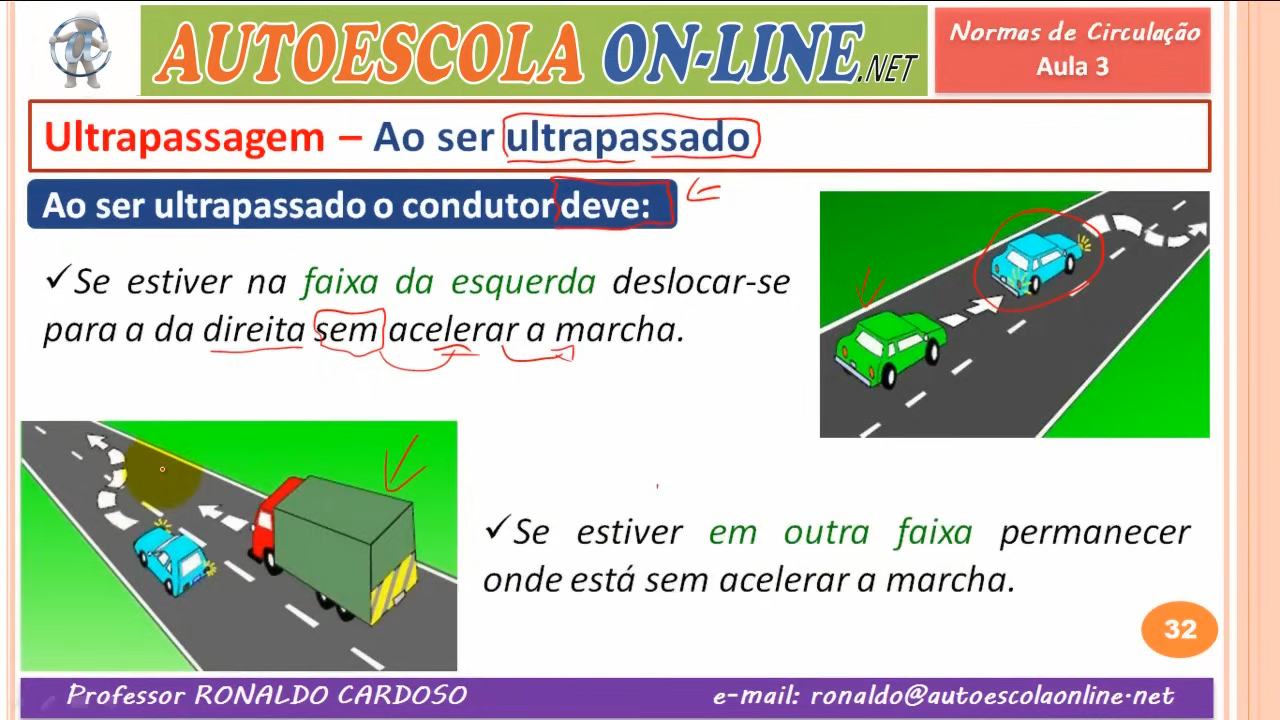 AUTOESCOLA ON-LINE.NET
Normas de Circulação
Aula 3
Ultrapassagem – Ao ser ultrapassado
Ao ser ultrapassado o condutor deve:
✓Se estiver na faixa da esquerda deslocar-se
para a da direita sem acelerar a marcha.
✓Se estiver em outra faixa permanecer
onde está sem acelerar a marcha.
32
Professor RONALDO CARDOSO
e-mail: ronaldo@autoescolaonline.net